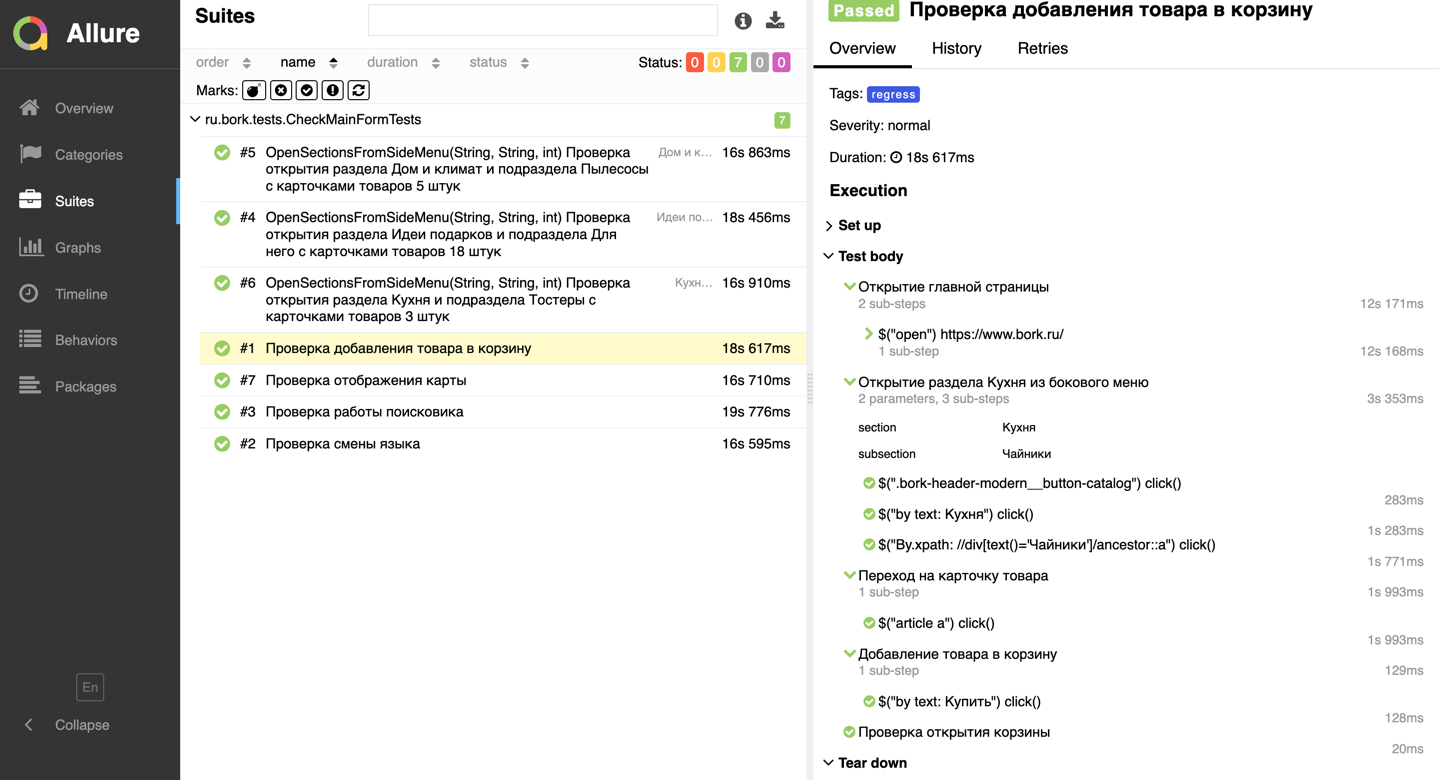 Allure
Overview
Categories
Suites
Graphs
Timeline
Behaviors
Packages
En
Collapse
Suites
order name duration status Status: 0 0 7 0 0
Marks:
ru.bork.tests.CheckMainFormTests 7
#5 OpenSectionsFromSideMenu(String, String, int) Проверка Дом и к... 16s 863ms
открытия раздела Дом и климат и подраздела Пылесосы
с карточками товаров 5 штук
#4 OpenSectionsFromSideMenu(String, String, int) Проверка Идеи по... 18s 456ms
открытия раздела Идеи подарков и подраздела Для
него с карточками товаров 18 штук
#6 OpenSectionsFromSideMenu(String, String, int) Проверка Кухн... 16s 910ms
открытия раздела Кухня и подраздела Тостеры с
карточками товаров 3 штук
#1 Проверка добавления товара в корзину 18s 617ms
#7 Проверка отображения карты 16s 710ms
#3 Проверка работы поисковика 19s 776ms
#2 Проверка смены языка 16s 595ms
Passed Проверка добавления товара в корзину
Overview History Retries
Tags: regress
Severity: normal
Duration: 18s 617ms
Execution
Set up
Test body
Открытие главной страницы
2 sub-steps 12s 171ms
$("open") https://www.bork.ru/
1 sub-step 12s 168ms
Открытие раздела Кухня из бокового меню
2 parameters, 3 sub-steps 3s 353ms
section Кухня
subsection Чайники
$(".bork-header-modern__button-catalog") click()
283ms
$("by text: Кухня") click()
1s 283ms
$("By.xpath: //div[text()='Чайники']/ancestor::a") click()
1s 771ms
Переход на карточку товара
1 sub-step 1s 993ms
$("article a") click()
1s 993ms
Добавление товара в корзину
1 sub-step 129ms
$("by text: Купить") click()
128ms
Проверка открытия корзины
20ms
Tear down